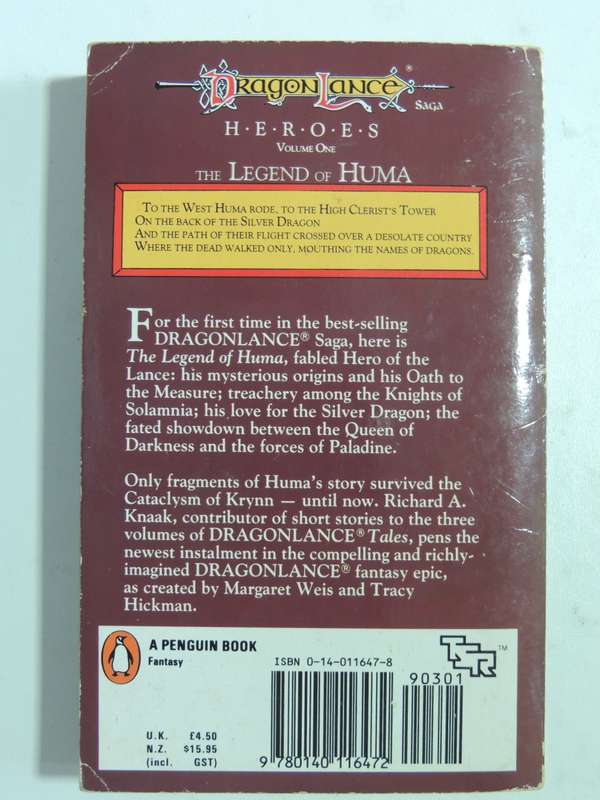 DRAGONLANCE®
SAGA
H·E·R·O·E·S
VOLUME ONE
THE LEGEND OF HUMA
TO THE WEST HUMA RODE, TO THE HIGH CLERIST'S TOWER
ON THE BACK OF THE SILVER DRAGON
AND THE PATH OF THEIR FLIGHT CROSSED OVER A DESOLATE COUNTRY
WHERE THE DEAD WALKED ONLY, MOUTHING THE NAMES OF DRAGONS.
For the first time in the best-selling
DRAGONLANCE® Saga, here is
The Legend of Huma, fabled Hero of the
Lance: his mysterious origins and his Oath to
the Measure; treachery among the Knights of
Solamnia; his love for the Silver Dragon; the
fated showdown between the Queen of
Darkness and the forces of Paladine.
Only fragments of Huma's story survived the
Cataclysm of Krynn — until now. Richard A.
Knaak, contributor of short stories to the three
volumes of DRAGONLANCE® Tales, pens the
newest instalment in the compelling and richly-
imagined DRAGONLANCE® fantasy epic,
as created by Margaret Weis and Tracy
Hickman.
A PENGUIN BOOK
Fantasy
TSR™
ISBN 0-14-011647-8
90301
U.K. £4.50
N.Z. $15.95
(incl. GST)
9 780140 116472